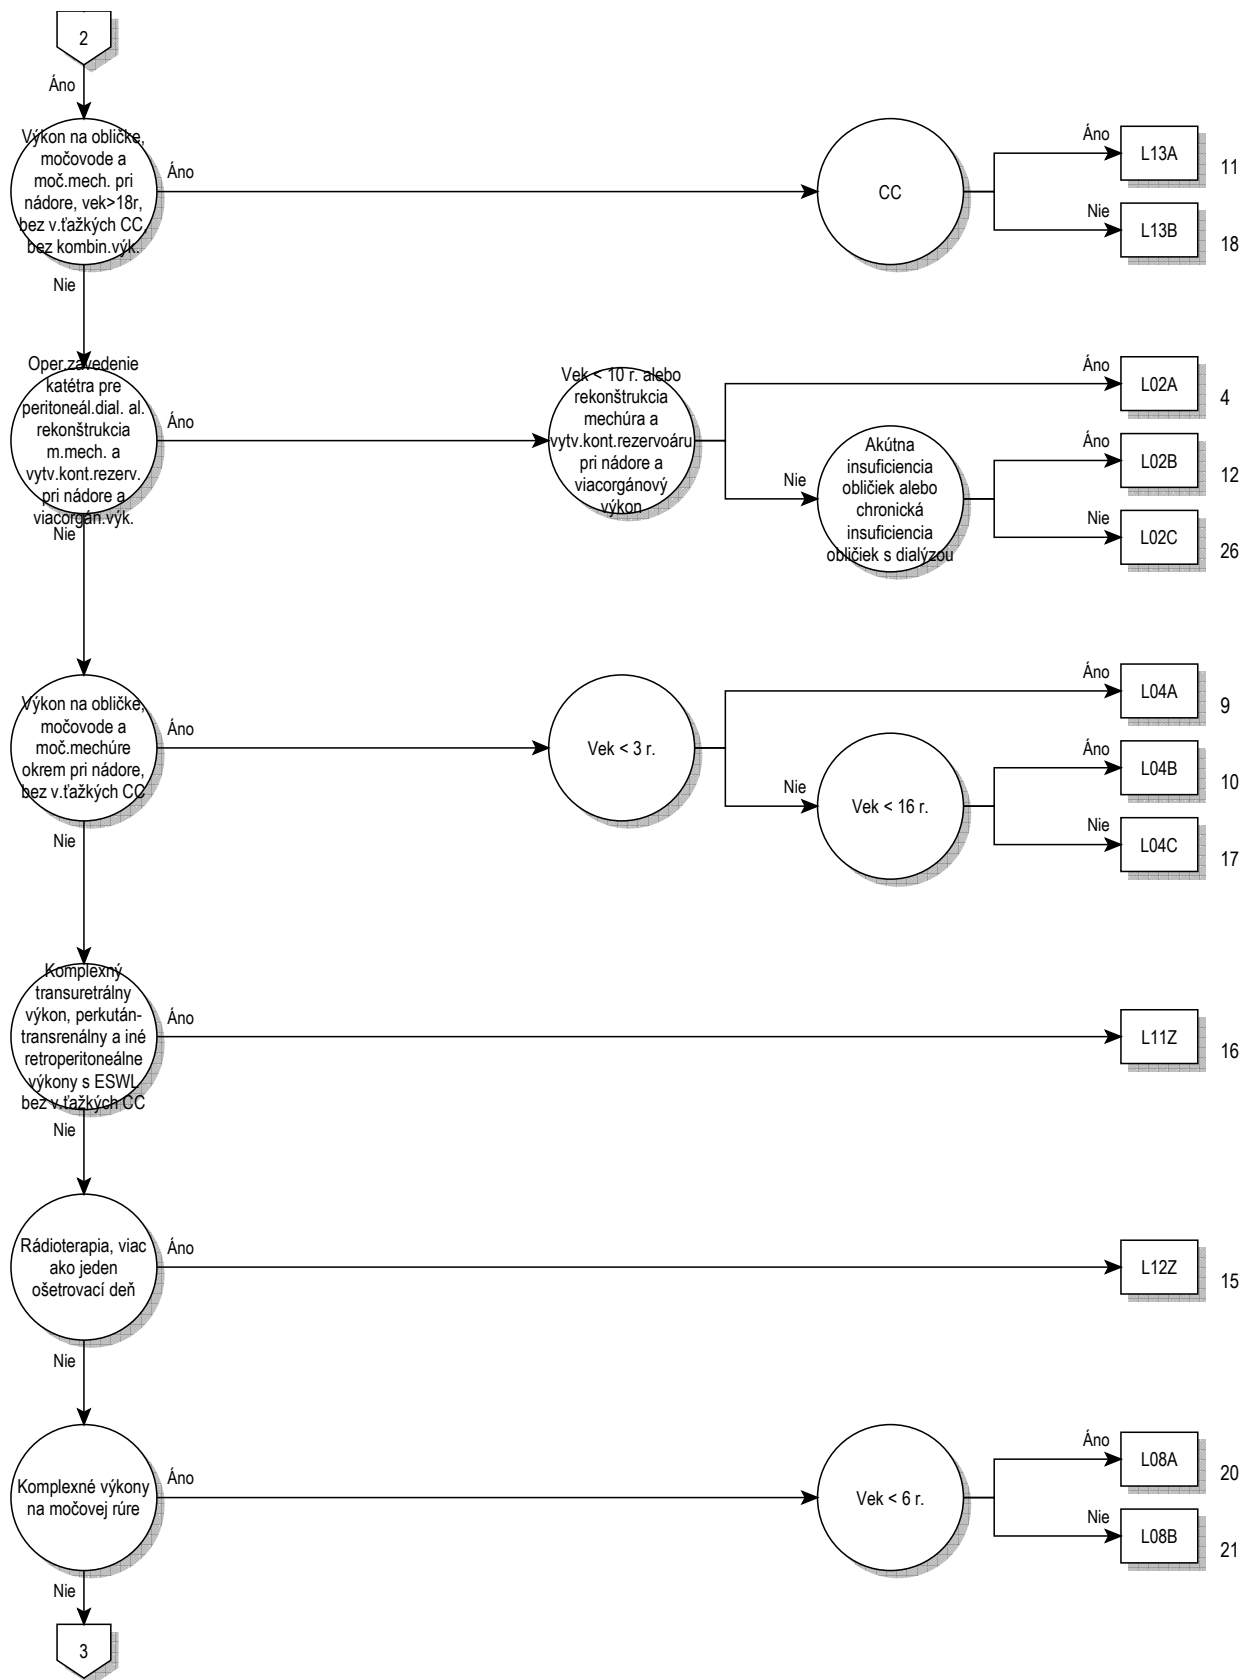 2
Áno
Výkon na obličke,
močovode a
moč.mech. pri
nádore, vek>18r,
bez v.ťažkých CC,
bez kombin.výk.
Áno
CC
Áno
L13A
11
Nie
L13B
18
Nie
Oper.zavedenie
katétra pre
peritoneál.dial. al.
rekonštrukcia
m.mech. a
vytv.kont.rezerv.
pri nádore a
viacorgán.výk.
Áno
Vek < 10 r. alebo
rekonštrukcia
mechúra a
vytv.kont.rezervoáru
pri nádore a
viacorgánový
výkon
Áno
L02A
4
Nie
Akútna
insuficiencia
obličiek alebo
chronická
insuficiencia
obličiek s dialýzou
Áno
L02B
12
Nie
L02C
26
Nie
Výkon na obličke,
močovode a
moč.mechúre
okrem pri nádore,
bez v.ťažkých CC
Áno
Vek < 3 r.
Áno
L04A
9
Nie
Vek < 16 r.
Áno
L04B
10
Nie
L04C
17
Nie
Komplexný
transuretrálny
výkon, perkután-
transrenálny a iné
retroperitoneálne
výkony s ESWL
bez v.ťažkých CC
Áno
L11Z
16
Nie
Rádioterapia, viac
ako jeden
ošetrovací deň
Áno
L12Z
15
Nie
Komplexné výkony
na močovej rúre
Áno
Vek < 6 r.
Áno
L08A
20
Nie
L08B
21
Nie
3